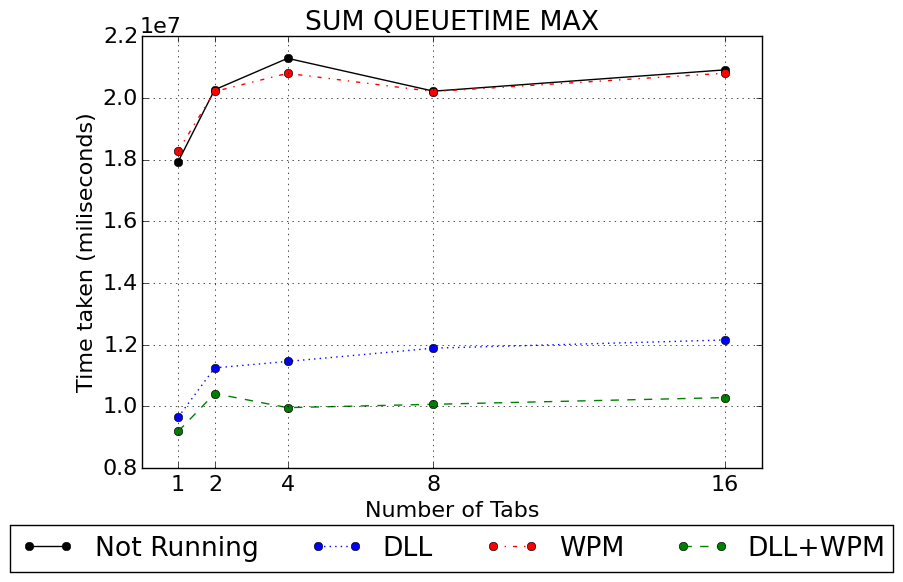 SUM QUEUETIME MAX
1e7
2.2
2.0
1.8
1.6
1.4
1.2
1.0
0.8
Time taken (miliseconds)
1 2 4 8 16
Number of Tabs
Not Running DLL WPM DLL+WPM